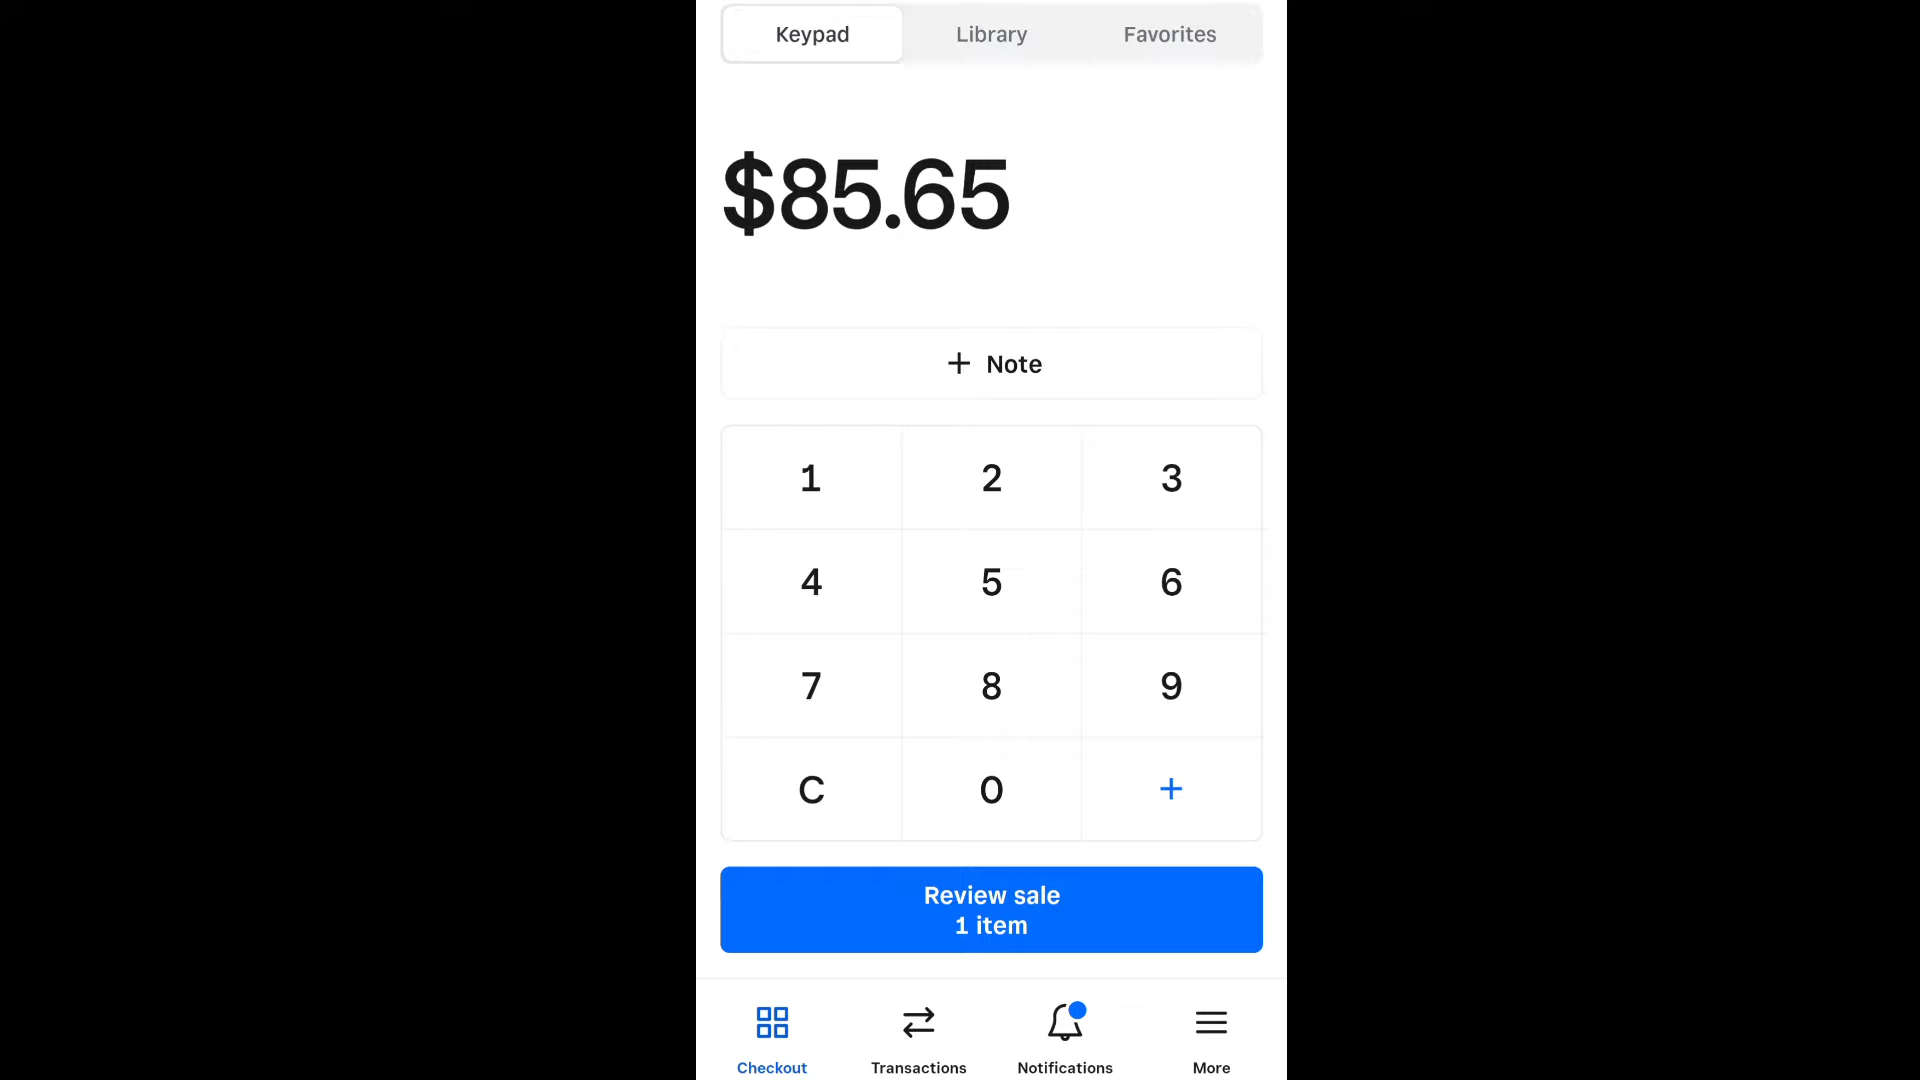 Keypad Library Favorites
$85.65
+ Note
1 2 3
4 5 6
7 8 9
C 0 +
Review sale
1 item
Checkout Transactions Notifications More